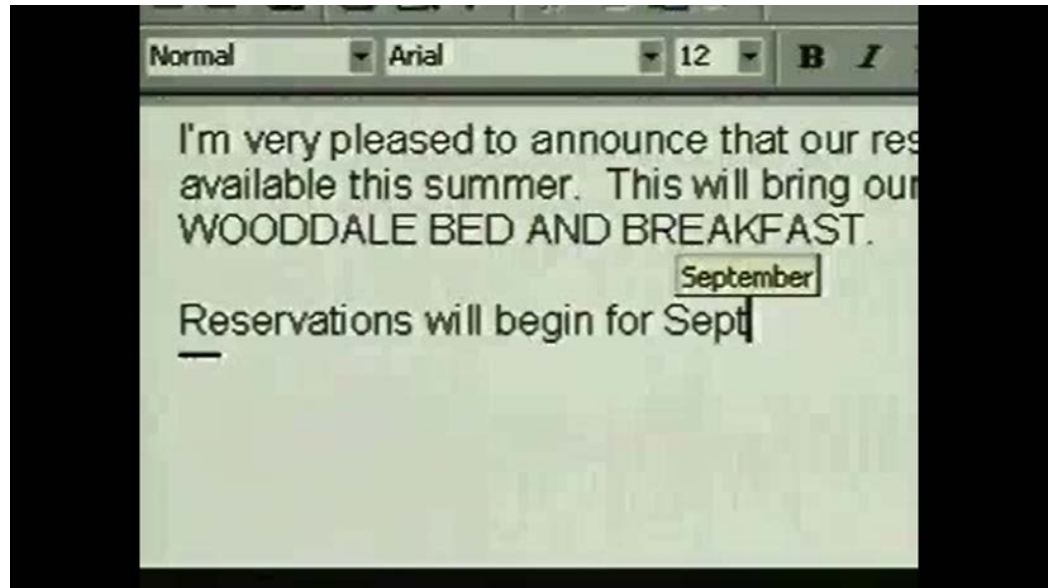 Normal Arial 12 B I
I'm very pleased to announce that our res
available this summer. This will bring our
WOODDALE BED AND BREAKFAST.
September
Reservations will begin for Sept